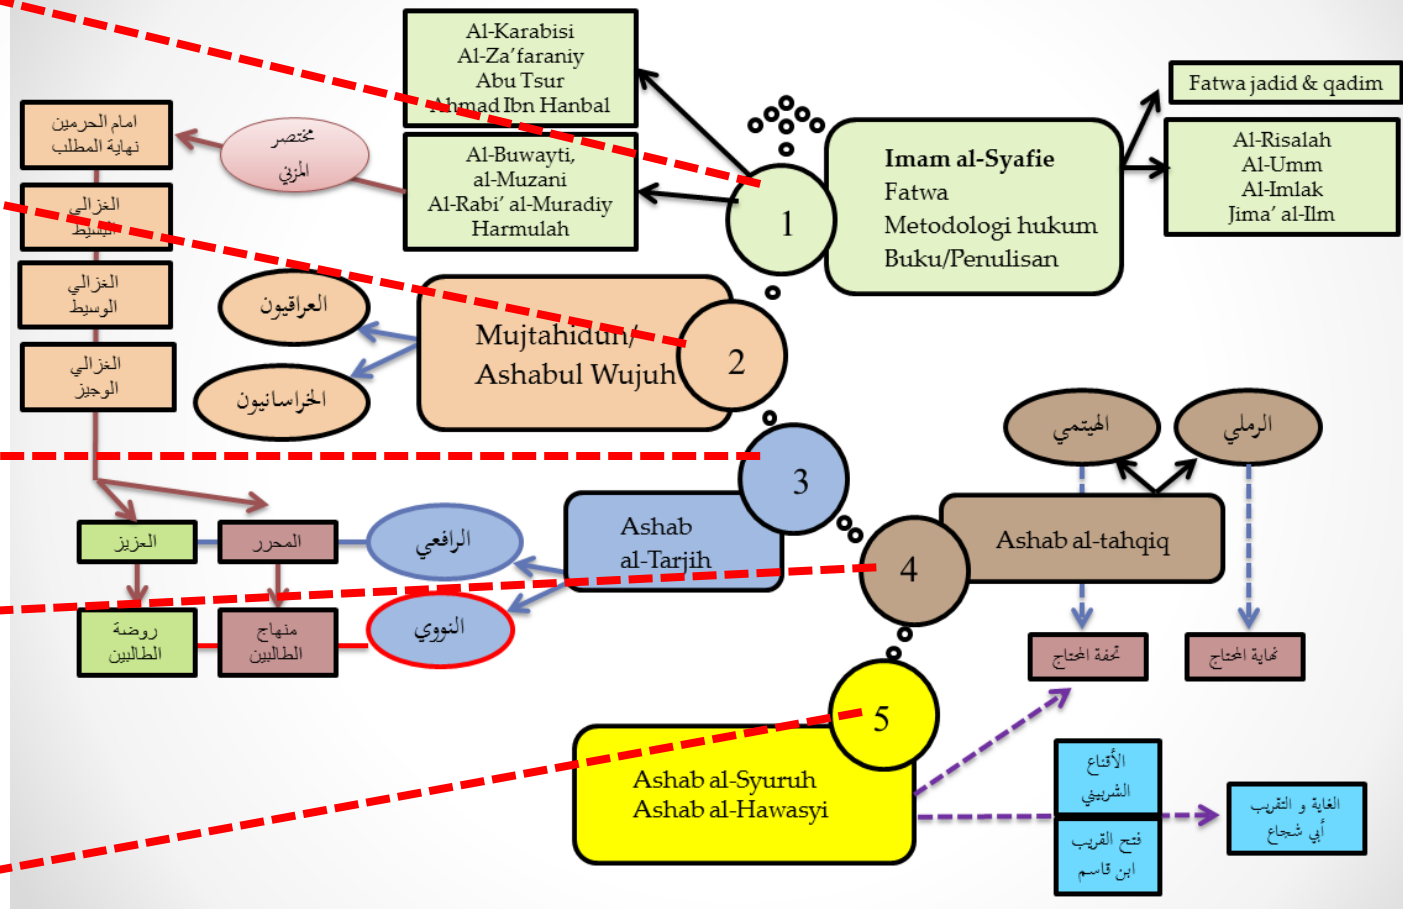 Al-Karabisi
Al-Za’faraniy
Abu Tsur
Ahmad Ibn Hanbal
Al-Buwayti,
al-Muzani
Al-Rabi’ al-Muradiy
Harmulah
مختصر
المزني
امام الحرمين
نهاية المطلب
الغزالي
البسيط
الغزالي
الوسيط
الغزالي
الوجيز
1
Imam al-Syafie
Fatwa
Metodologi hukum
Buku/Penulisan
Fatwa jadid & qadim
Al-Risalah
Al-Umm
Al-Imlak
Jima’ al-Ilm
2
Mujtahidun/
Ashabul Wujuh
العراقيون
الخراسانيون
3
Ashab
al-Tarjih
الرافعي
النووي
المحرر
العزيز
منهاج
الطالبين
روضة
الطالبين
4
Ashab al-tahqiq
الهيتمي
الرملي
تحفة المحتاج
نهاية المحتاج
5
Ashab al-Syuruh
Ashab al-Hawasyi
الأقناع
الشربيني
فتح القريب
ابن قاسم
الغاية و التقريب
أبي شجاع